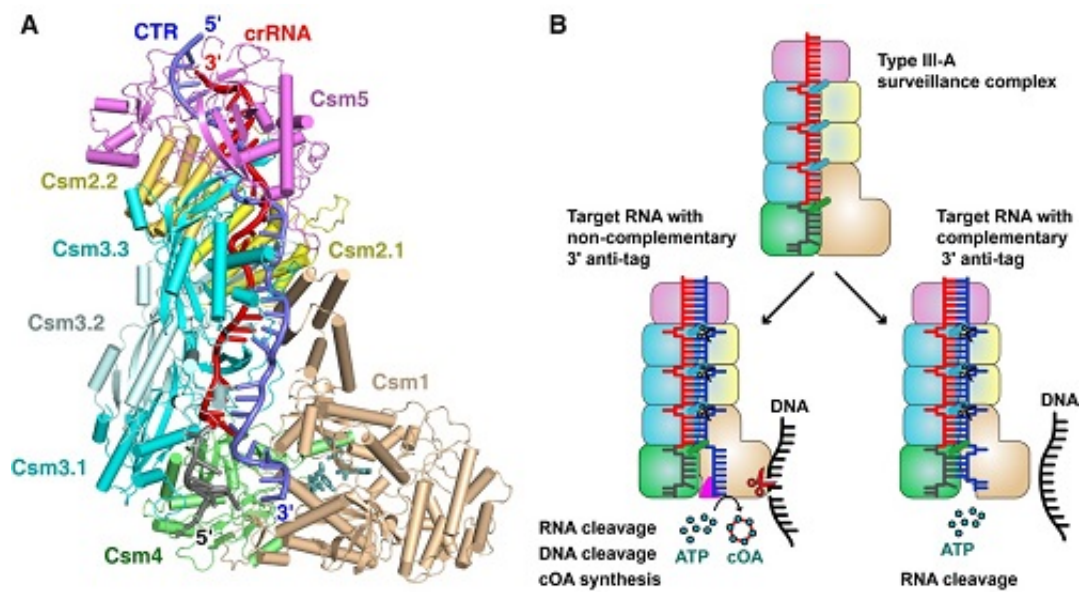 A
CTR
5'
crRNA
3'
Csm5
Csm2.2
Csm3.3
Csm2.1
Csm3.2
Csm1
Csm3.1
3'
5'
Csm4
B
Type III-A
surveillance complex
Target RNA with
non-complementary
3' anti-tag
Target RNA with
complementary
3' anti-tag
DNA
DNA
RNA cleavage
DNA cleavage
cOA synthesis
ATP
cOA
ATP
RNA cleavage